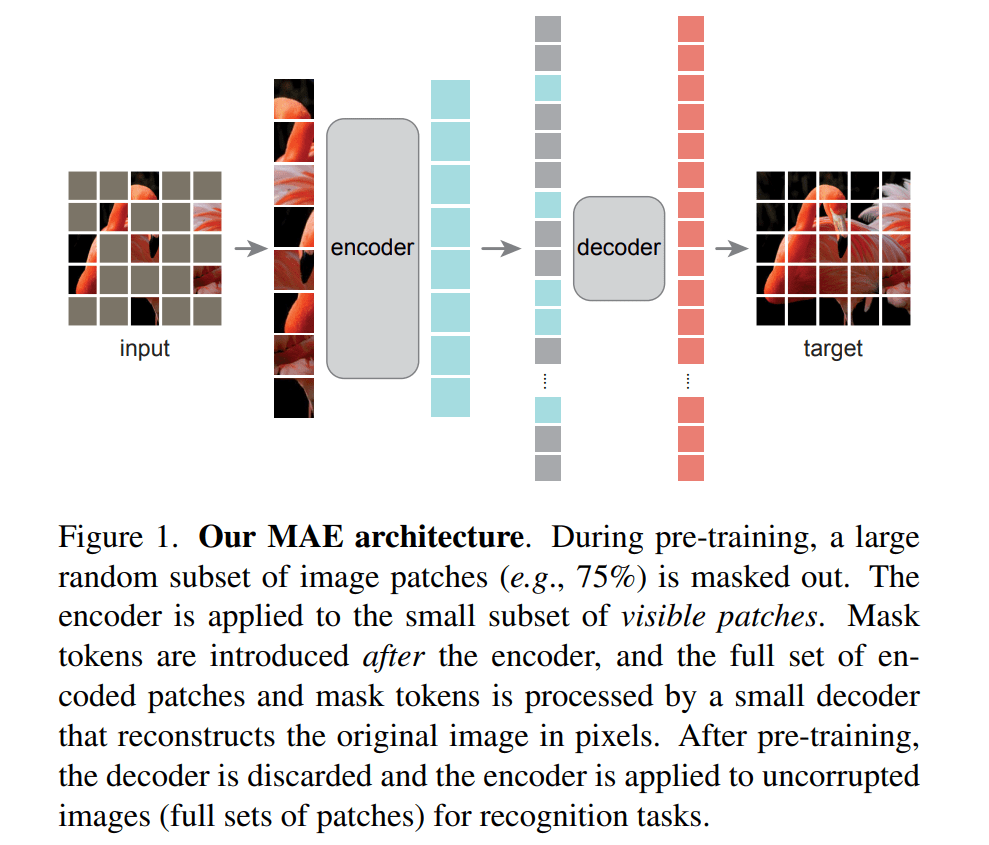 encoder
decoder
input
target
Figure 1. Our MAE architecture. During pre-training, a large
random subset of image patches (e.g., 75%) is masked out. The
encoder is applied to the small subset of visible patches. Mask
tokens are introduced after the encoder, and the full set of en-
coded patches and mask tokens is processed by a small decoder
that reconstructs the original image in pixels. After pre-training,
the decoder is discarded and the encoder is applied to uncorrupted
images (full sets of patches) for recognition tasks.